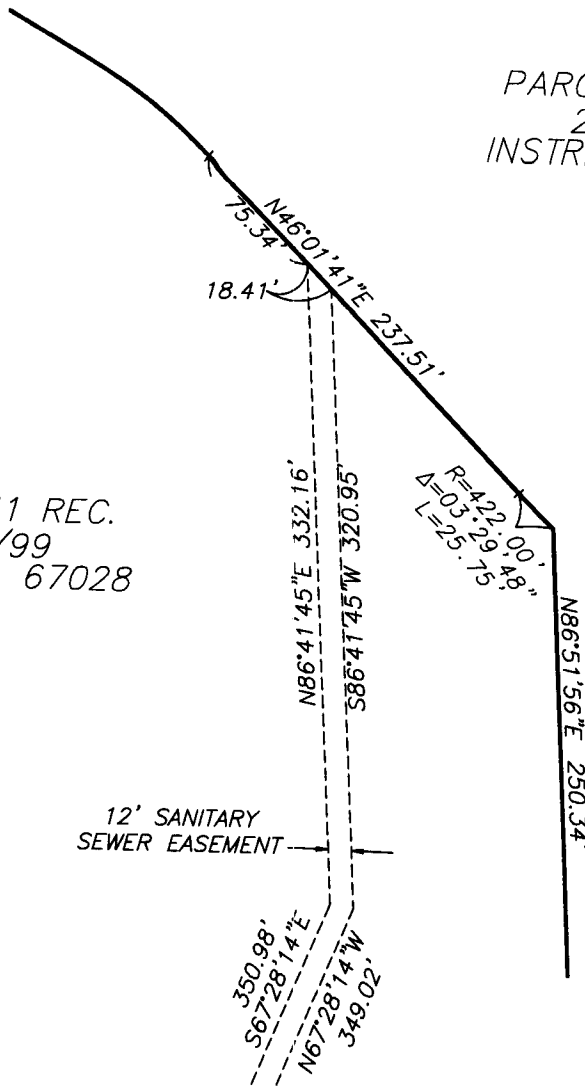 PARC
2
INSTR
75.34'
N46°01'41"E 237.51'
18.41'
R=422.00'
Δ=03°29'48"
L=25.75'
1 REC.
/99
67028
N86°41'45"E 332.16'
S86°41'45"W 320.95'
N86°51'56"E 250.34'
12' SANITARY
SEWER EASEMENT
350.98'
S67°28'14"E
N67°28'14"W
349.02'